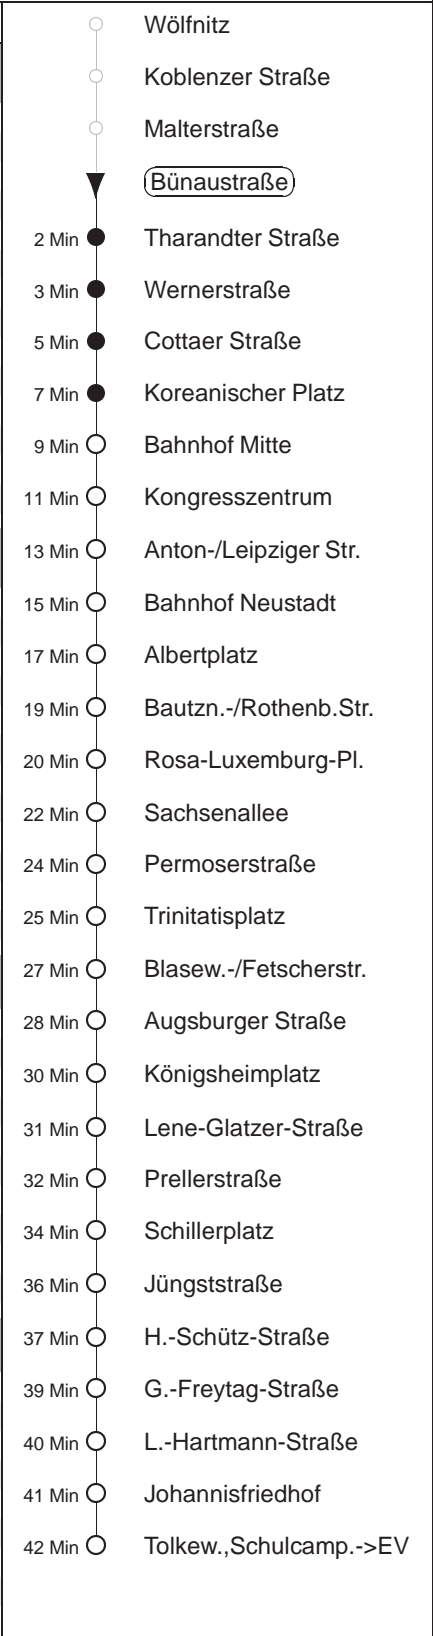 Wölfnitz
Koblenzer Straße
Malterstraße
Bünaustraße
2 Min Tharandter Straße
3 Min Wernerstraße
5 Min Cottaer Straße
7 Min Koreanischer Platz
9 Min Bahnhof Mitte
11 Min Kongresszentrum
13 Min Anton-/Leipziger Str.
15 Min Bahnhof Neustadt
17 Min Albertplatz
19 Min Bautzn.-/Rothenb.Str.
20 Min Rosa-Luxemburg-Pl.
22 Min Sachsenallee
24 Min Permoserstraße
25 Min Trinitatisplatz
27 Min Blasew.-/Fetscherstr.
28 Min Augsburger Straße
30 Min Königsheimplatz
31 Min Lene-Glatzer-Straße
32 Min Prellerstraße
34 Min Schillerplatz
36 Min Jüngststraße
37 Min H.-Schütz-Straße
39 Min G.-Freytag-Straße
40 Min L.-Hartmann-Straße
41 Min Johannisfriedhof
42 Min Tolkew.,Schulcamp.->EV